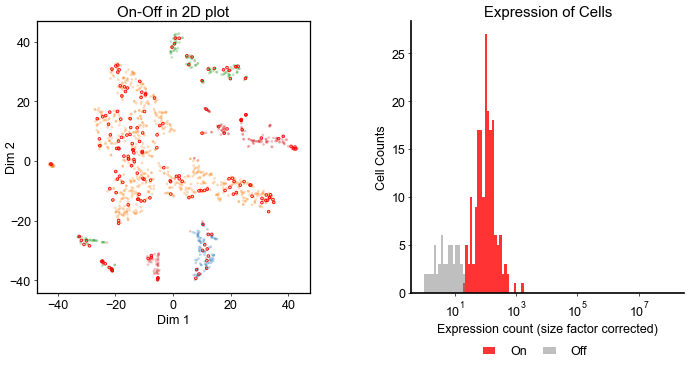 On-Off in 2D plot
Dim 2
40
20
0
−20
−40
−40 −20 0 20 40
Dim 1
Expression of Cells
Cell Counts
25
20
15
10
5
0
10^1 10^3 10^5 10^7
Expression count (size factor corrected)
On Off